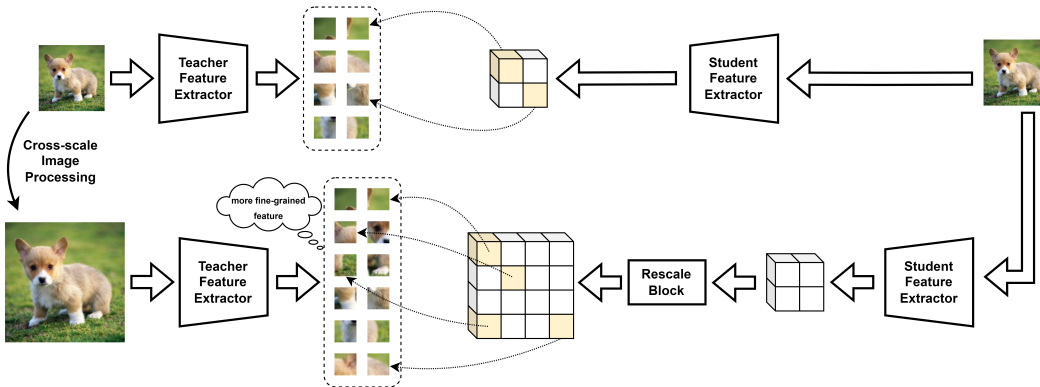 Teacher
Feature
Extractor
Student
Feature
Extractor
Cross-scale
Image
Processing
more fine-grained
feature
Teacher
Feature
Extractor
Rescale
Block
Student
Feature
Extractor